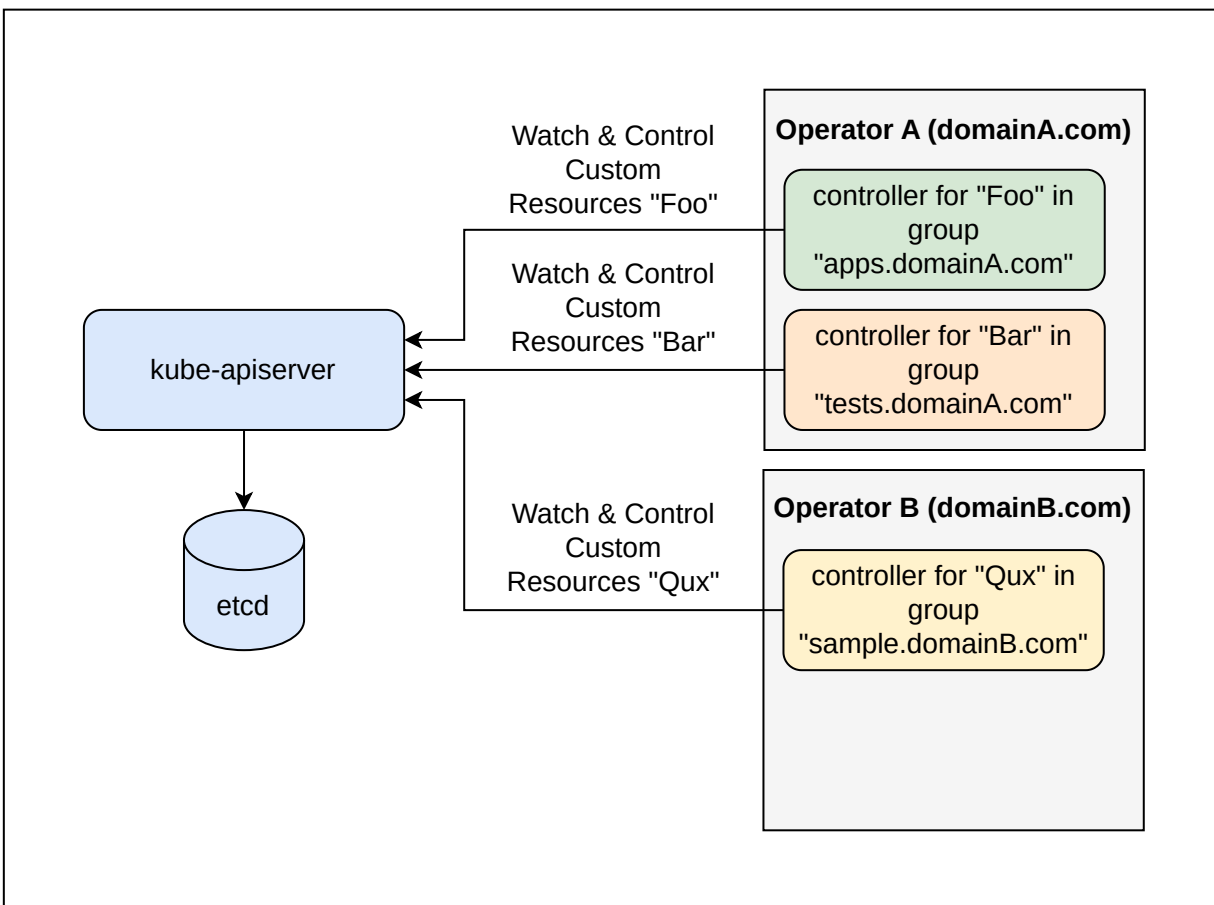 Watch & Control
Custom
Resources "Foo"
Operator A (domainA.com)
controller for "Foo" in
group
"apps.domainA.com"
Watch & Control
Custom
Resources "Bar"
controller for "Bar" in
group
"tests.domainA.com"
kube-apiserver
etcd
Watch & Control
Custom
Resources "Qux"
Operator B (domainB.com)
controller for "Qux" in
group
"sample.domainB.com"